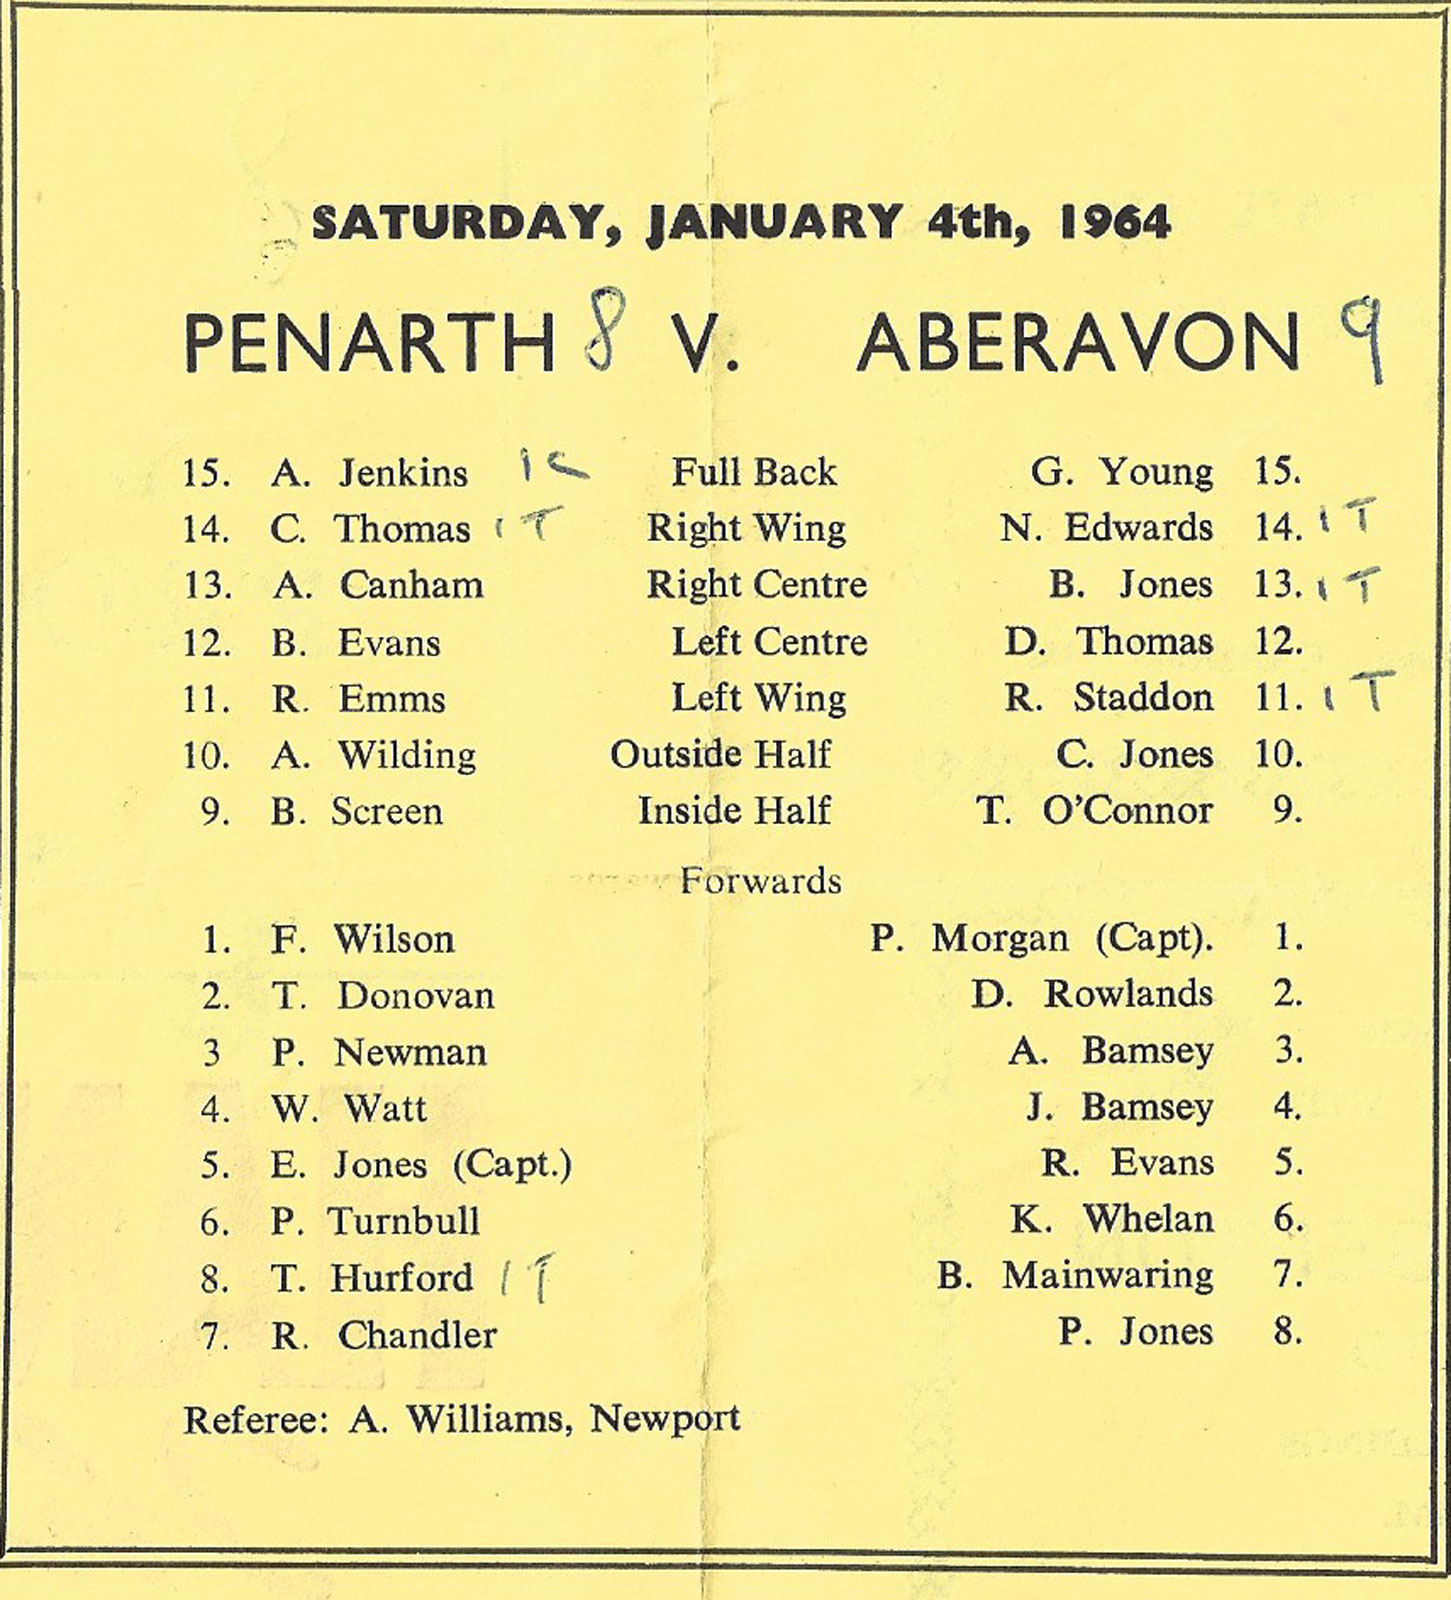 SATURDAY, JANUARY 4th, 1964
PENARTH 8 V. ABERAVON 9
15. A. Jenkins 1C Full Back G. Young 15.
14. C. Thomas 1T Right Wing N. Edwards 14. 1T
13. A. Canham Right Centre B. Jones 13. 1T
12. B. Evans Left Centre D. Thomas 12.
11. R. Emms Left Wing R. Staddon 11. 1T
10. A. Wilding Outside Half C. Jones 10.
9. B. Screen Inside Half T. O'Connor 9.
Forwards
1. F. Wilson P. Morgan (Capt). 1.
2. T. Donovan D. Rowlands 2.
3 P. Newman A. Bamsey 3.
4. W. Watt J. Bamsey 4.
5. E. Jones (Capt.) R. Evans 5.
6. P. Turnbull K. Whelan 6.
8. T. Hurford 1T B. Mainwaring 7.
7. R. Chandler P. Jones 8.
Referee: A. Williams, Newport